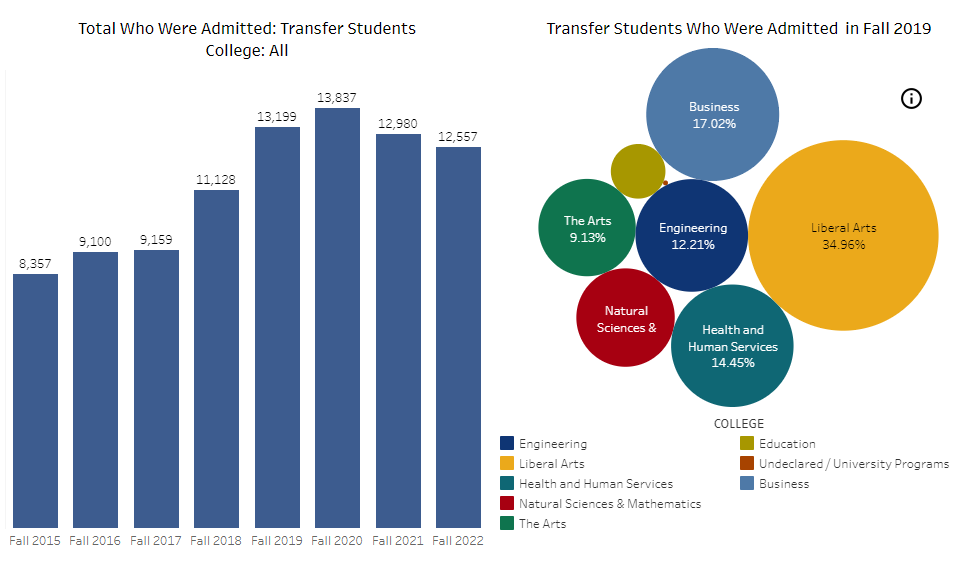 Total Who Were Admitted: Transfer Students
College: All
13,837
13,199
12,980
12,557
11,128
9,100
9,159
8,357
Fall 2015
Fall 2016
Fall 2017
Fall 2018
Fall 2019
Fall 2020
Fall 2021
Fall 2022
Transfer Students Who Were Admitted in Fall 2019
Business
17.02%
The Arts
9.13%
Engineering
12.21%
Liberal Arts
34.96%
Natural
Sciences &
Health and
Human Services
14.45%
COLLEGE
Engineering
Liberal Arts
Health and Human Services
Natural Sciences & Mathematics
The Arts
Education
Undeclared / University Programs
Business